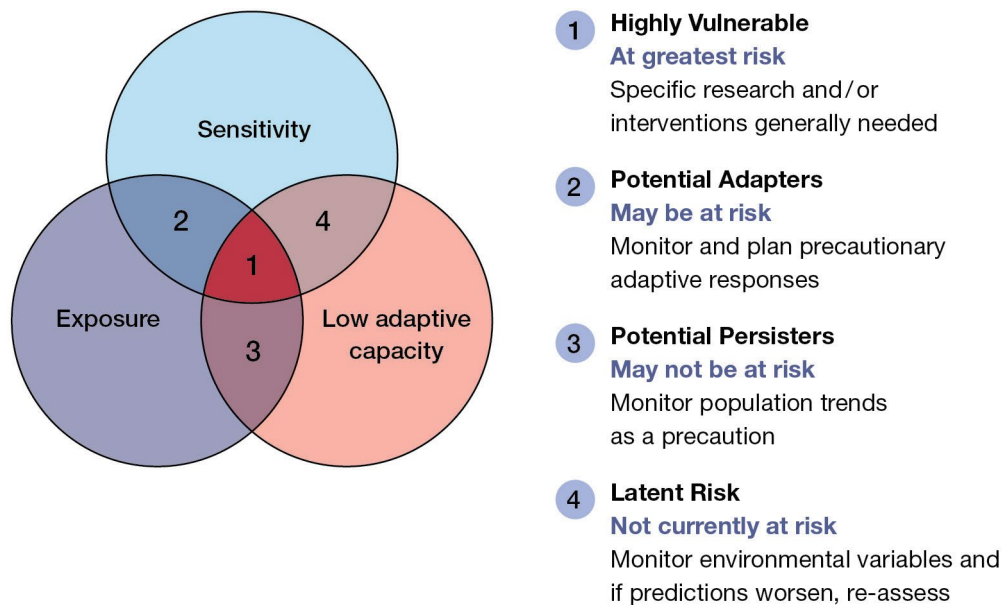 Sensitivity
2
4
1
Exposure
Low adaptive
capacity
3
1
Highly Vulnerable
At greatest risk
Specific research and/or
interventions generally needed
2
Potential Adapters
May be at risk
Monitor and plan precautionary
adaptive responses
3
Potential Persisters
May not be at risk
Monitor population trends
as a precaution
4
Latent Risk
Not currently at risk
Monitor environmental variables and
if predictions worsen, re-assess